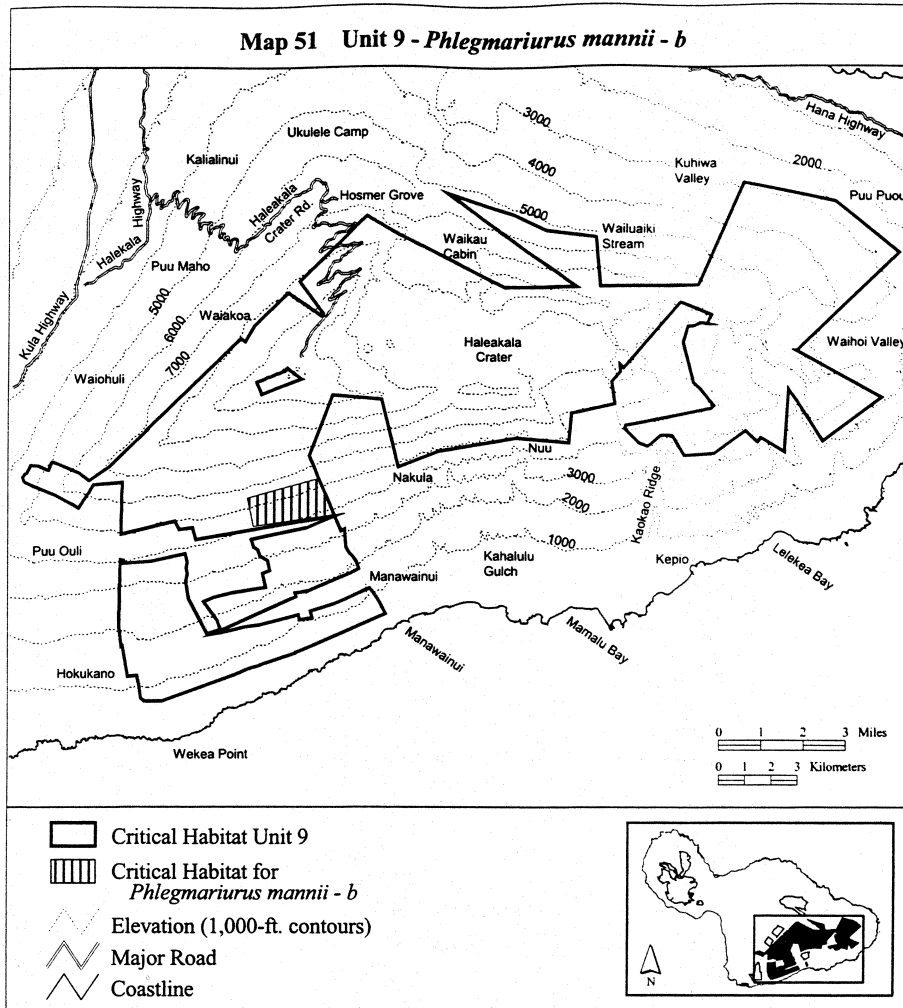 Map 51 Unit 9 - Phlegmariurus mannii - b
Hana Highway
3000
Ukulele Camp
Kalialinui
4000
Kuhiwa
Valley
2000
Haleakala
Crater Rd.
Hosmer Grove
Puu Puou
Halekala
Highway
5000
Wailuaiki
Stream
Waikau
Cabin
Puu Maho
Kula Highway
5000
6000
7000
Waiakoa
Haleakala
Crater
Waihoi Valley
Waiohuli
Nuu
Nakula
3000
2000
1000
Kaokao Ridge
Puu Ouli
Manawainui
Kahalulu
Gulch
Kepio
Lelekea Bay
Mamalu Bay
Manawainui
Hokukano
Wekea Point
0 1 2 3 Miles
0 1 2 3 Kilometers
Critical Habitat Unit 9
Critical Habitat for
Phlegmariurus mannii - b
Elevation (1,000-ft. contours)
Major Road
Coastline
N